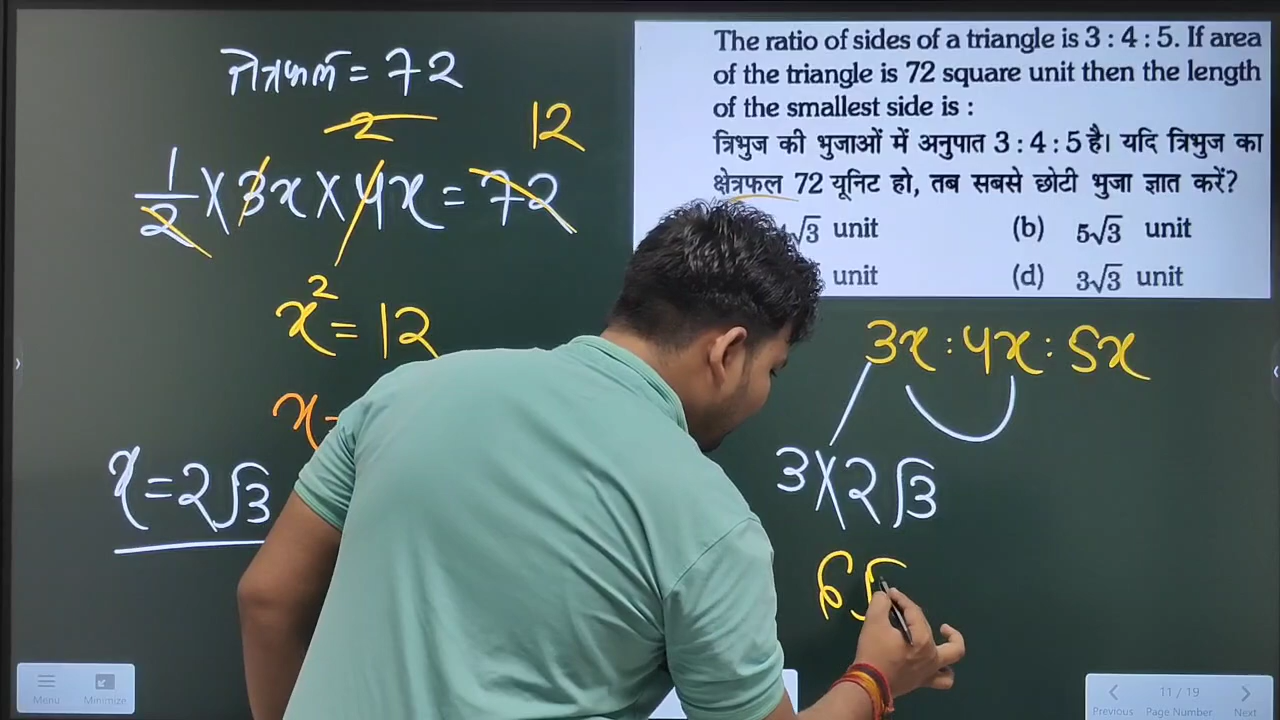 The ratio of sides of a triangle is 3 : 4 : 5. If area
of the triangle is 72 square unit then the length
of the smallest side is :
त्रिभुज की भुजाओं में अनुपात 3 : 4 : 5 है। यदि त्रिभुज का
क्षेत्रफल 72 यूनिट हो, तब सबसे छोटी भुजा ज्ञात करें?
√3 unit (b) 5√3 unit
unit (d) 3√3 unit
क्षेत्रफल = 72
2 12
1/2 × 3x × 4x = 72
x² = 12
x =
x = 2√3
3x : 4x : 5x
3 × 2√3
6√
Menu Minimize
Previous 11 / 19 Page Number Next